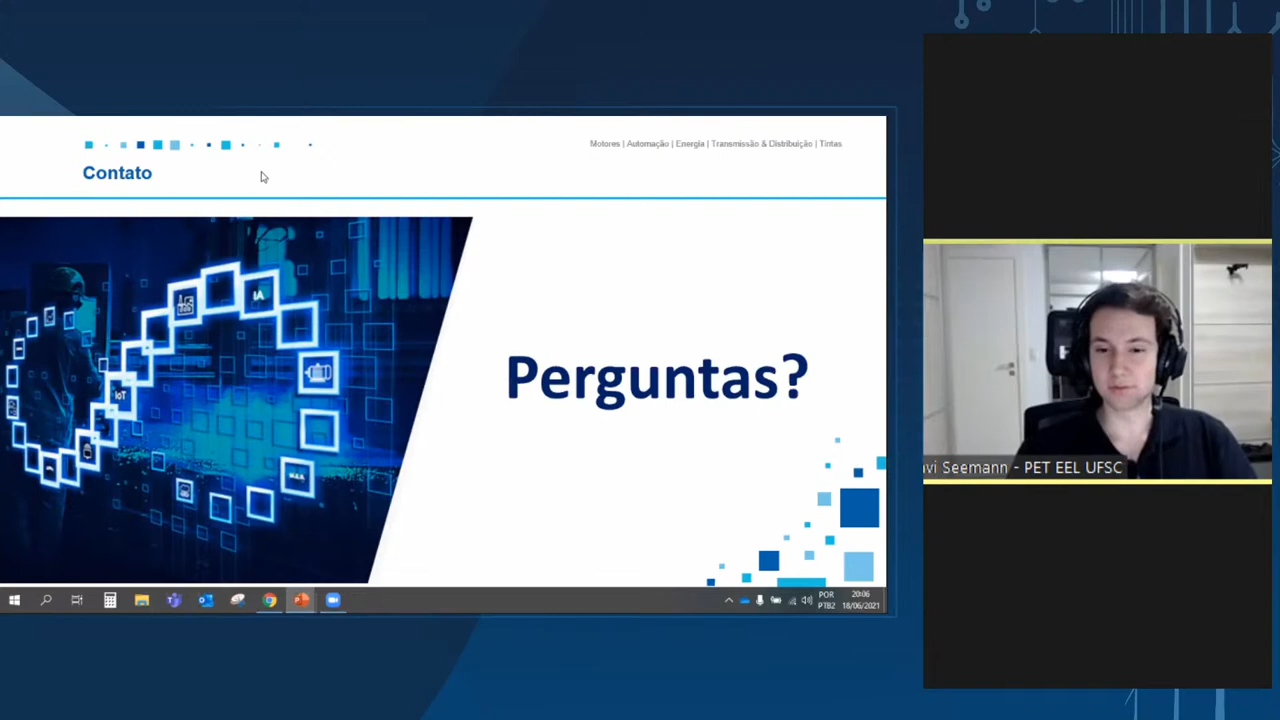 Motores | Automação | Energia | Transmissão & Distribuição | Tintas
Contato
IA
IoT
Perguntas?
avi Seemann - PET EEL UFSC
POR
PTB2
20:06
18/06/2021